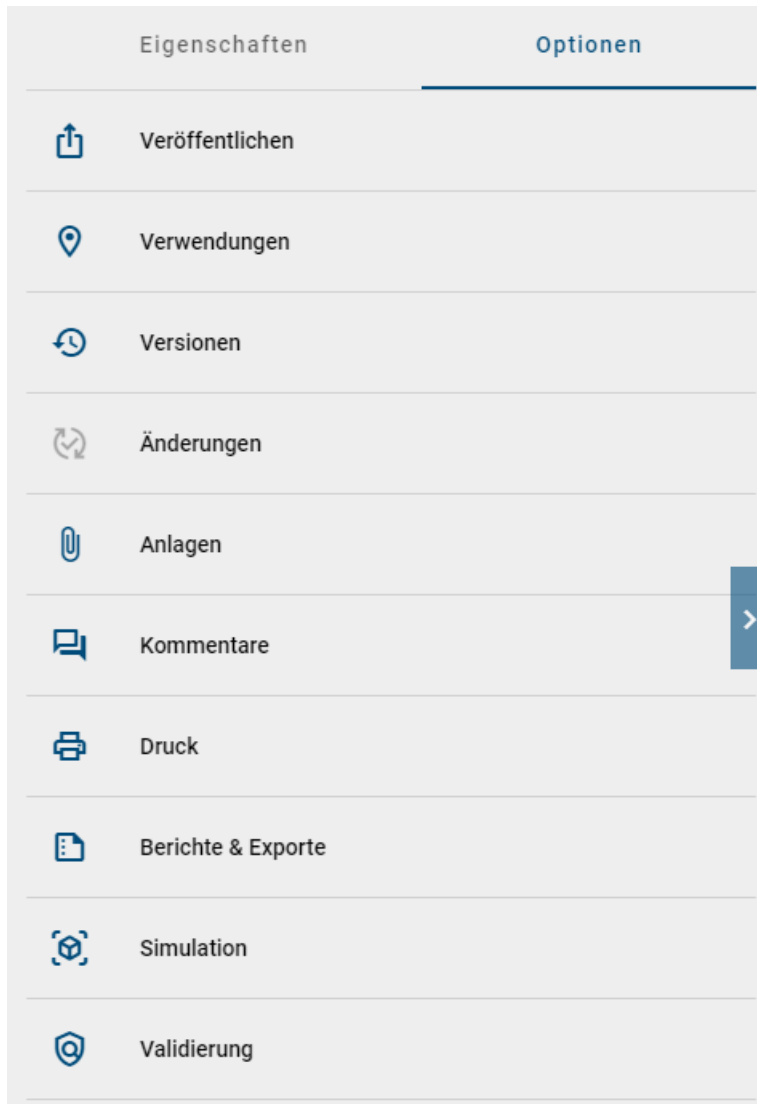 Eigenschaften Optionen
Veröffentlichen
Verwendungen
Versionen
Änderungen
Anlagen
Kommentare
Druck
Berichte & Exporte
Simulation
Validierung